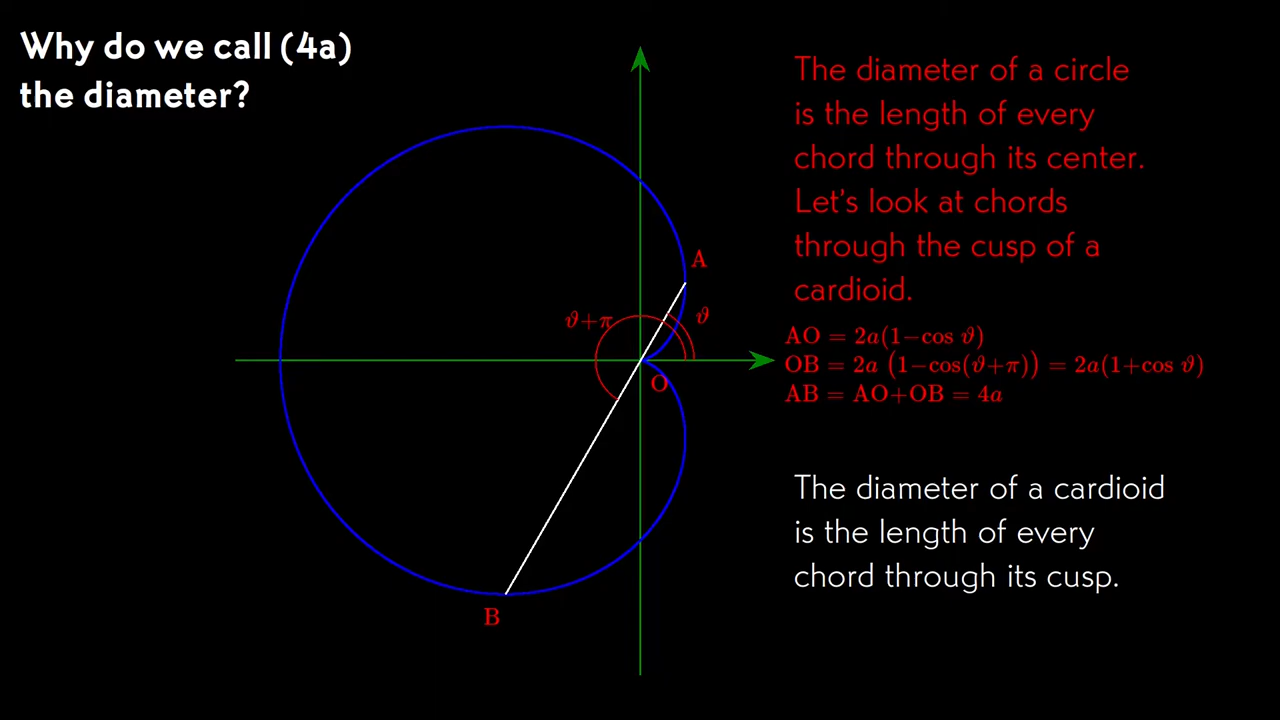 Why do we call (4a)
the diameter?
The diameter of a circle
is the length of every
chord through its center.
Let's look at chords
through the cusp of a
cardioid.
AO = 2a(1−cos ϑ)
OB = 2a (1−cos(ϑ+π)) = 2a(1+cos ϑ)
AB = AO+OB = 4a
The diameter of a cardioid
is the length of every
chord through its cusp.
A
ϑ+π
ϑ
O
B